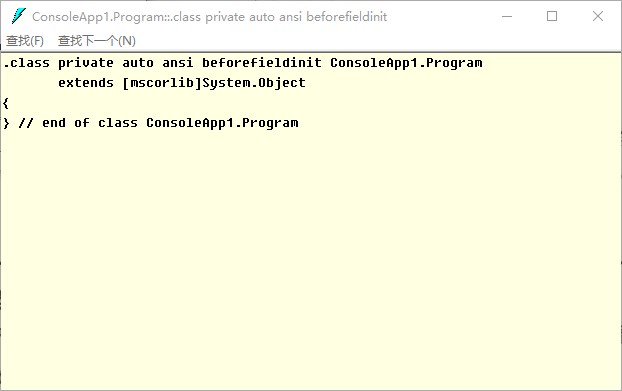 ConsoleApp1.Program::.class private auto ansi beforefieldinit
查找(F) 查找下一个(N)
.class private auto ansi beforefieldinit ConsoleApp1.Program
       extends [mscorlib]System.Object
{
} // end of class ConsoleApp1.Program